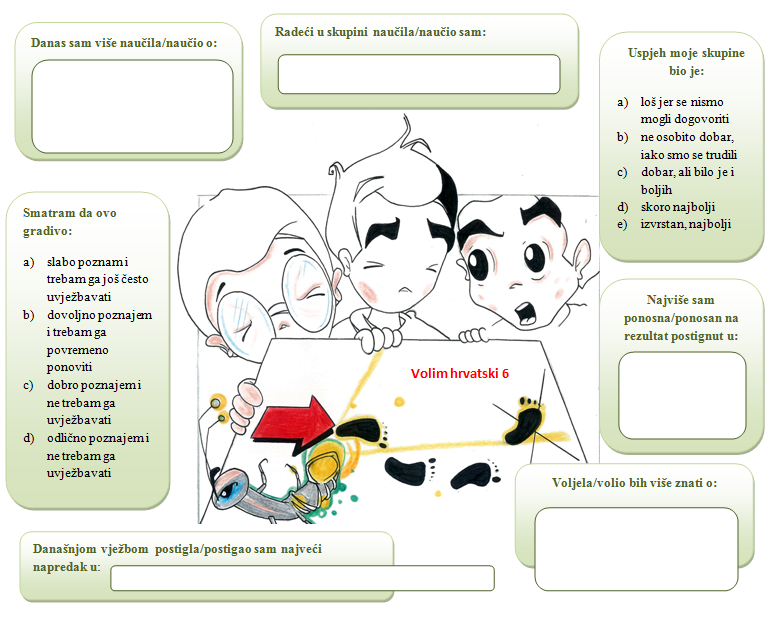 Danas sam više naučila/naučio o:
Radeći u skupini naučila/naučio sam:
Uspjeh moje skupine
bio je:
a) loš jer se nismo
mogli dogovoriti
b) ne osobito dobar,
iako smo se trudili
c) dobar, ali bilo je i
boljih
d) skoro najbolji
e) izvrstan, najbolji
Smatram da ovo
gradivo:
a) slabo poznam i
trebam ga još često
uvježbavati
b) dovoljno poznajem
i trebam ga
povremeno
ponoviti
c) dobro poznajem i
ne trebam ga
uvježbavati
d) odlično poznajem i
ne trebam ga
uvježbavati
Volim hrvatski 6
Najviše sam
ponosna/ponosan na
rezultat postignut u:
Voljela/volio bih više znati o:
Današnjom vježbom postigla/postigao sam najveći
napredak u: